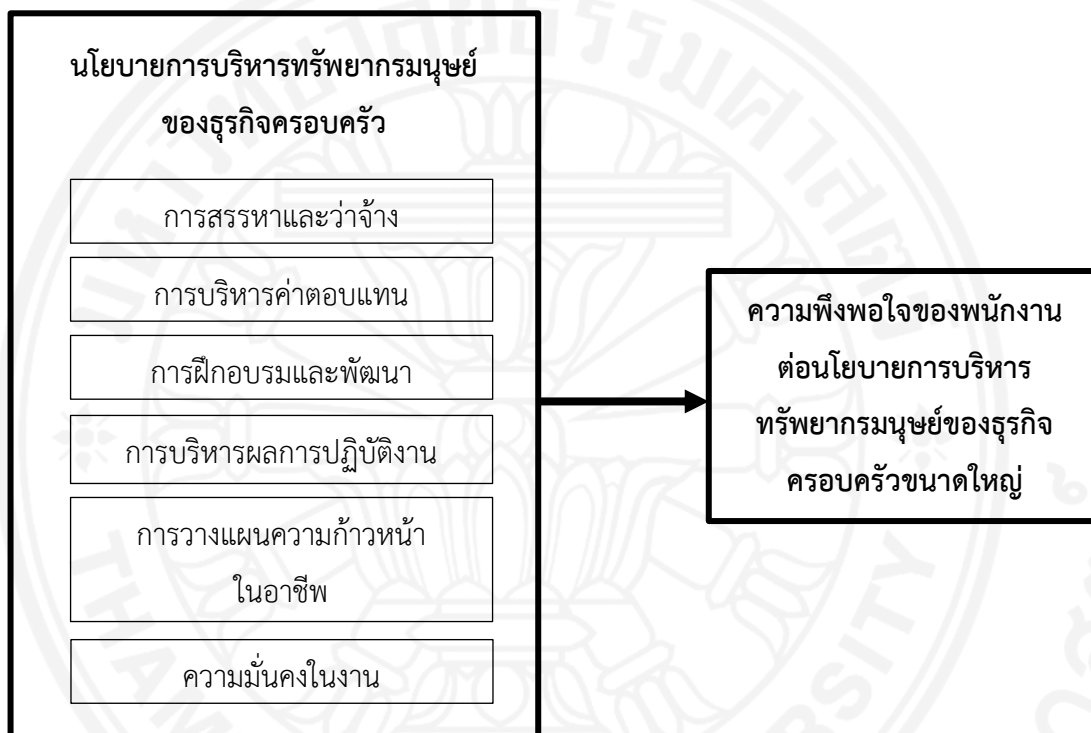 นโยบายการบริหารทรัพยากรมนุษย์
ของธุรกิจครอบครัว
การสรรหาและว่าจ้าง
การบริหารค่าตอบแทน
การฝึกอบรมและพัฒนา
การบริหารผลการปฏิบัติงาน
การวางแผนความก้าวหน้า
ในอาชีพ
ความมั่นคงในงาน
ความพึงพอใจของพนักงาน
ต่อนโยบายการบริหาร
ทรัพยากรมนุษย์ของธุรกิจ
ครอบครัวขนาดใหญ่